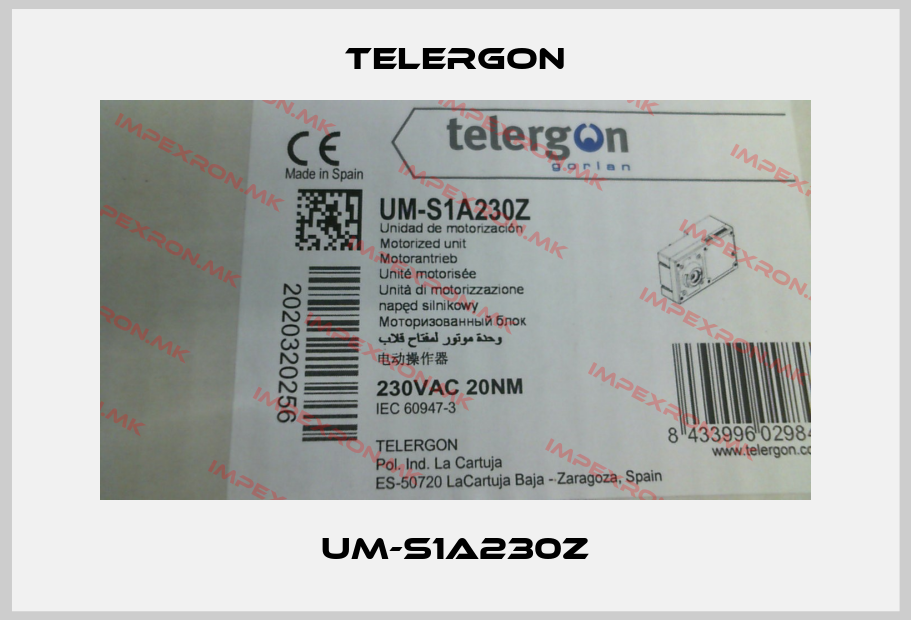 TELERGON
CE
Made in Spain
telergon
gorlan
UM-S1A230Z
Unidad de motorización
Motorized unit
Motorantrieb
Unité motorisée
Unità di motorizzazione
napęd silnikowy
Моторизованный блок
وحدة موتور لمفتاح قلاب
电动操作器
230VAC 20NM
IEC 60947-3
2020320256
8 433996 02984
www.telergon.co
TELERGON
Pol. Ind. La Cartuja
ES-50720 LaCartuja Baja - Zaragoza, Spain
IMPEXRON.MK
UM-S1A230Z